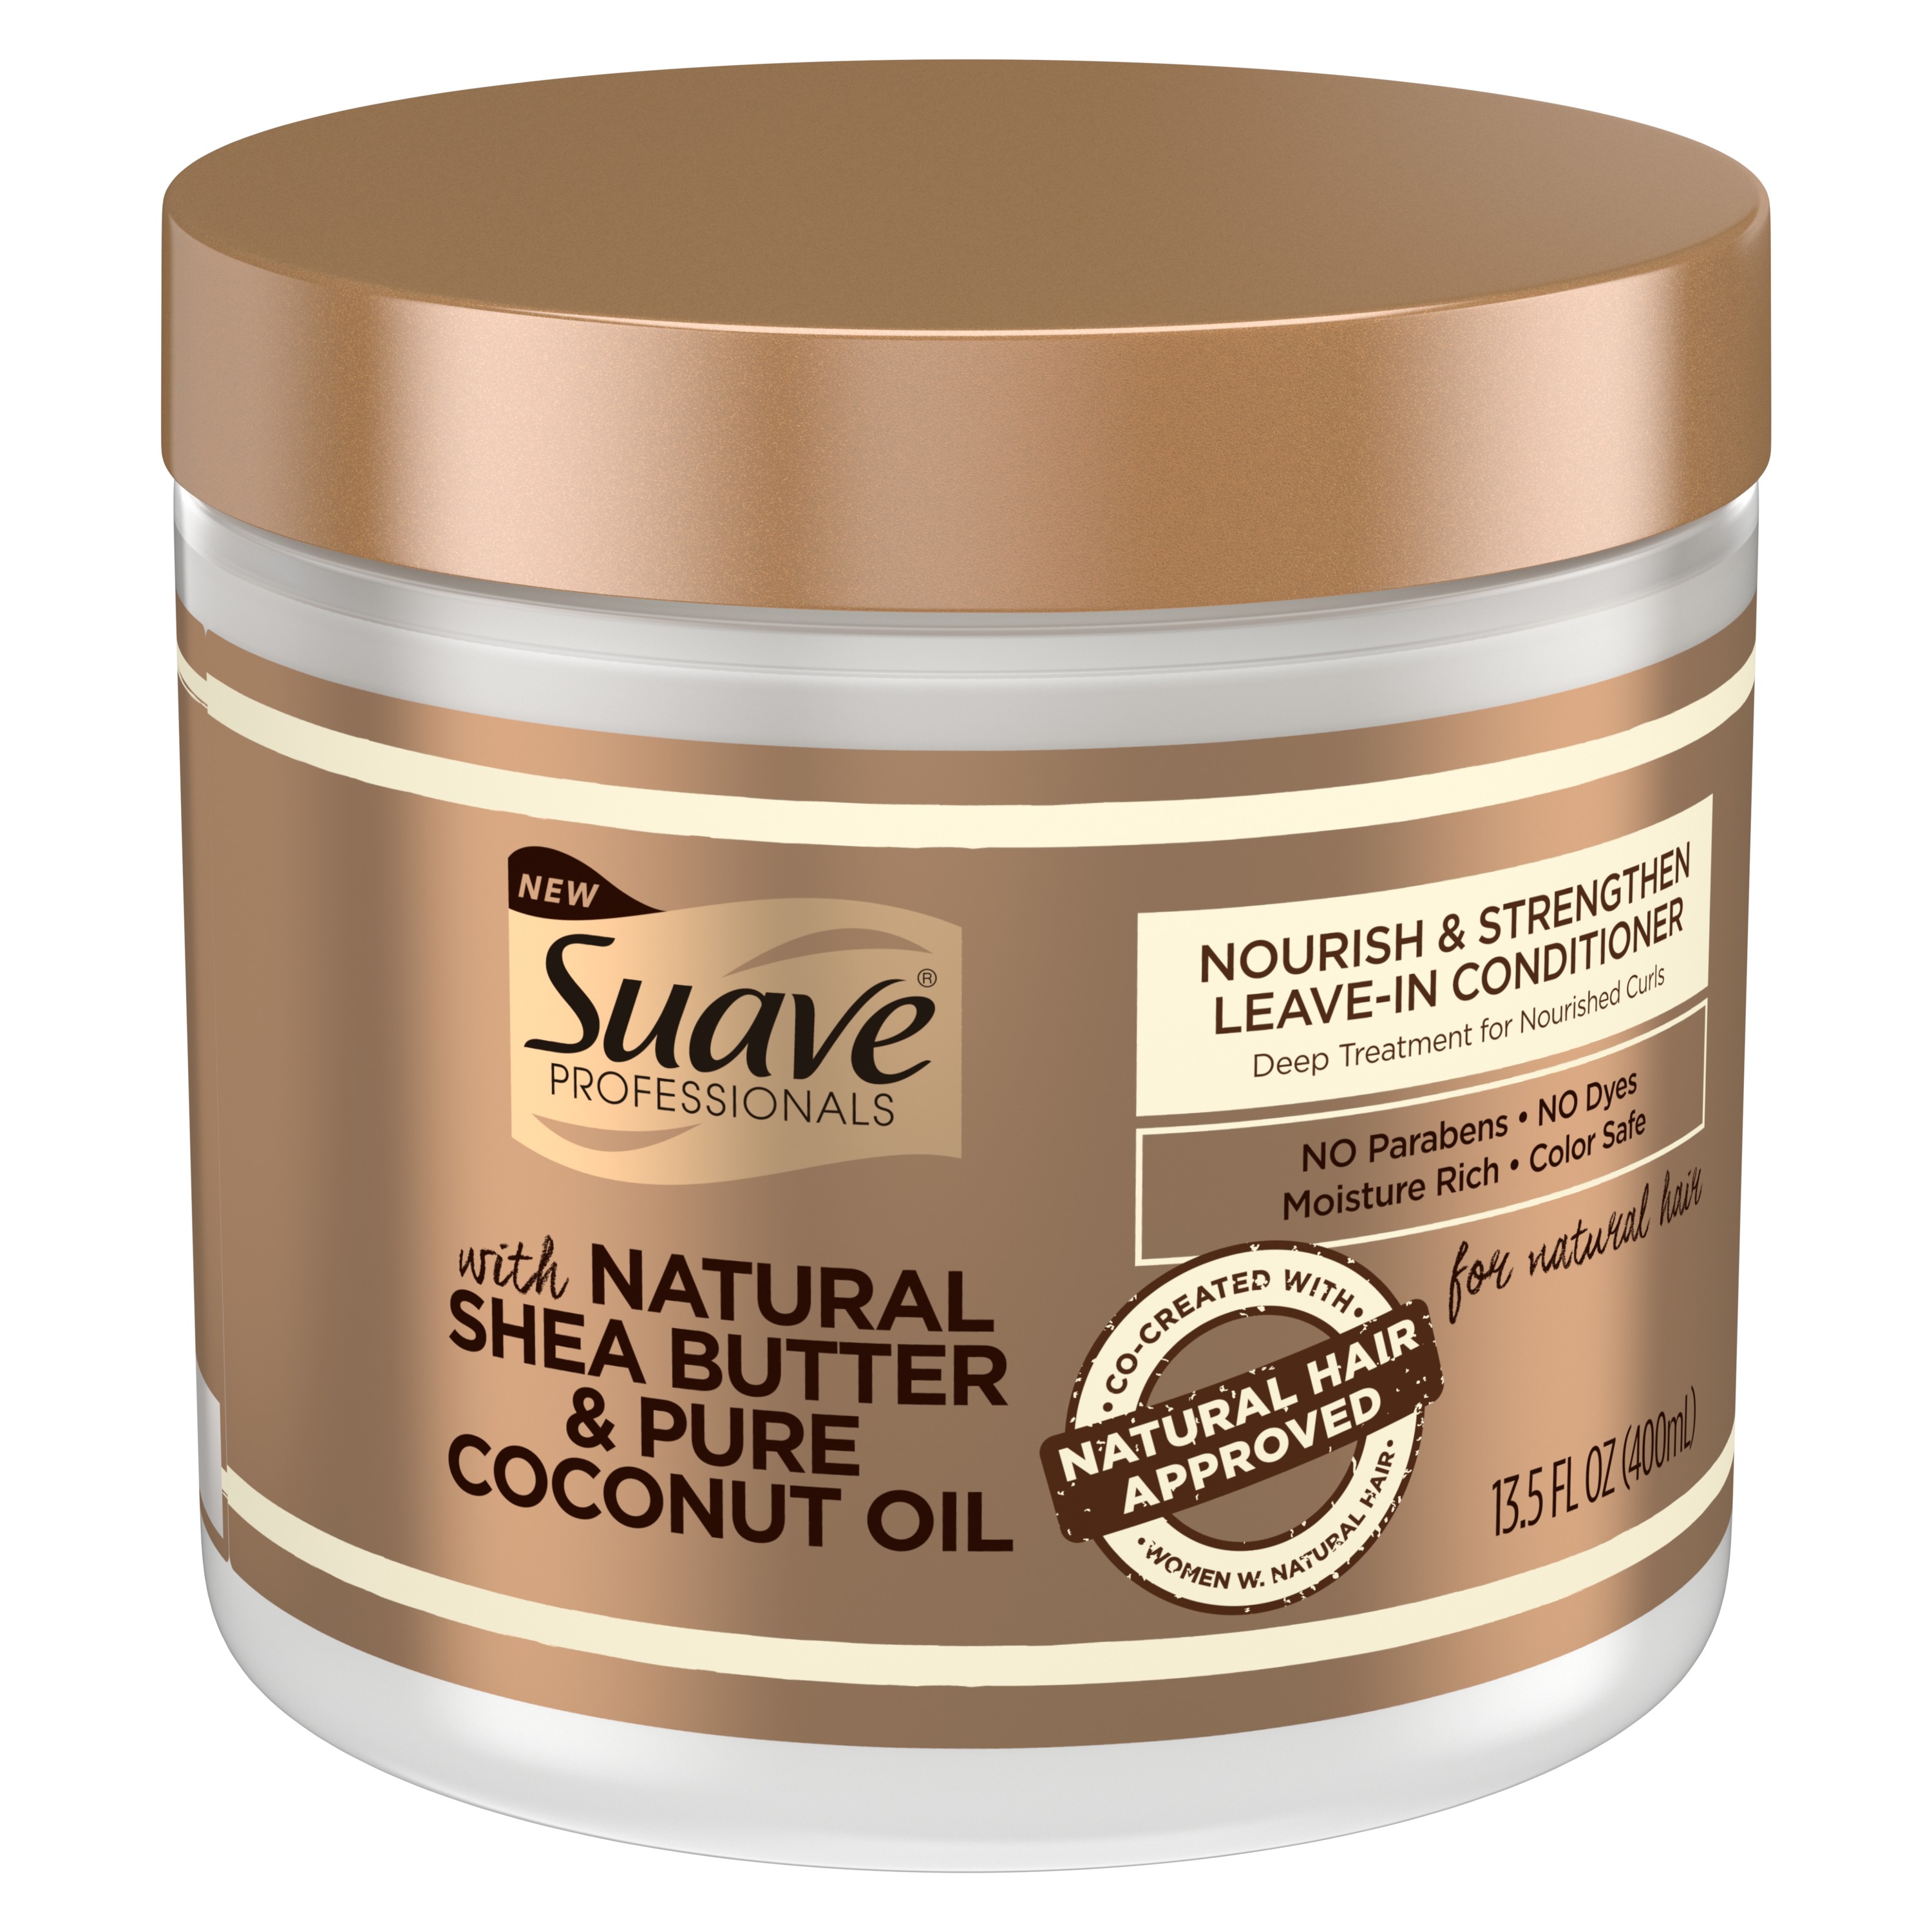 NEW
Suave®
PROFESSIONALS
with NATURAL
SHEA BUTTER
& PURE
COCONUT OIL
NOURISH & STRENGTHEN
LEAVE-IN CONDITIONER
Deep Treatment for Nourished Curls
NO Parabens • NO Dyes
Moisture Rich • Color Safe
for natural hair
• CO-CREATED WITH •
NATURAL HAIR
APPROVED
• WOMEN W. NATURAL HAIR •
13.5 FL OZ (400mL)